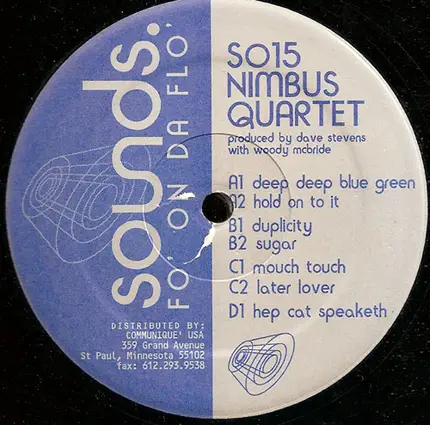 sounds.
FO' ON DA FLO'
SO15
NIMBUS
QUARTET
produced by dave stevens
with woody mcbride
A1 deep deep blue green
A2 hold on to it
B1 duplicity
B2 sugar
C1 mouch touch
C2 later lover
D1 hep cat speaketh
DISTRIBUTED BY:
COMMUNIQUE' USA
359 Grand Avenue
St Paul, Minnesota 55102
fax: 612.293.9538